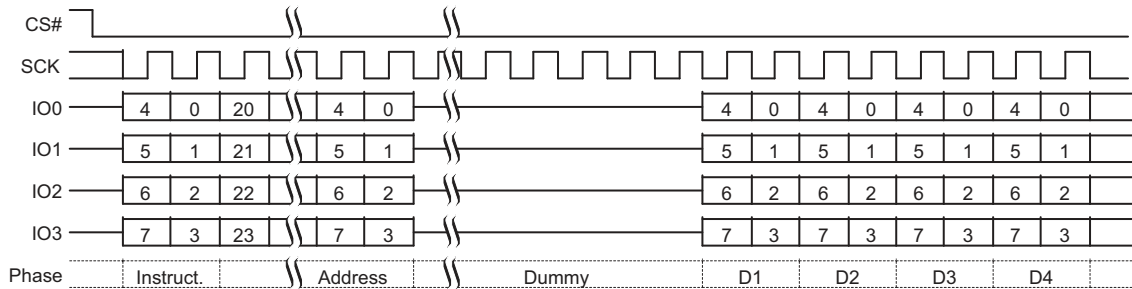 CS#
SCK
IO0 4 0 20 4 0 4 0 4 0 4 0 4 0
IO1 5 1 21 5 1 5 1 5 1 5 1 5 1
IO2 6 2 22 6 2 6 2 6 2 6 2 6 2
IO3 7 3 23 7 3 7 3 7 3 7 3 7 3
Phase Instruct. Address Dummy D1 D2 D3 D4